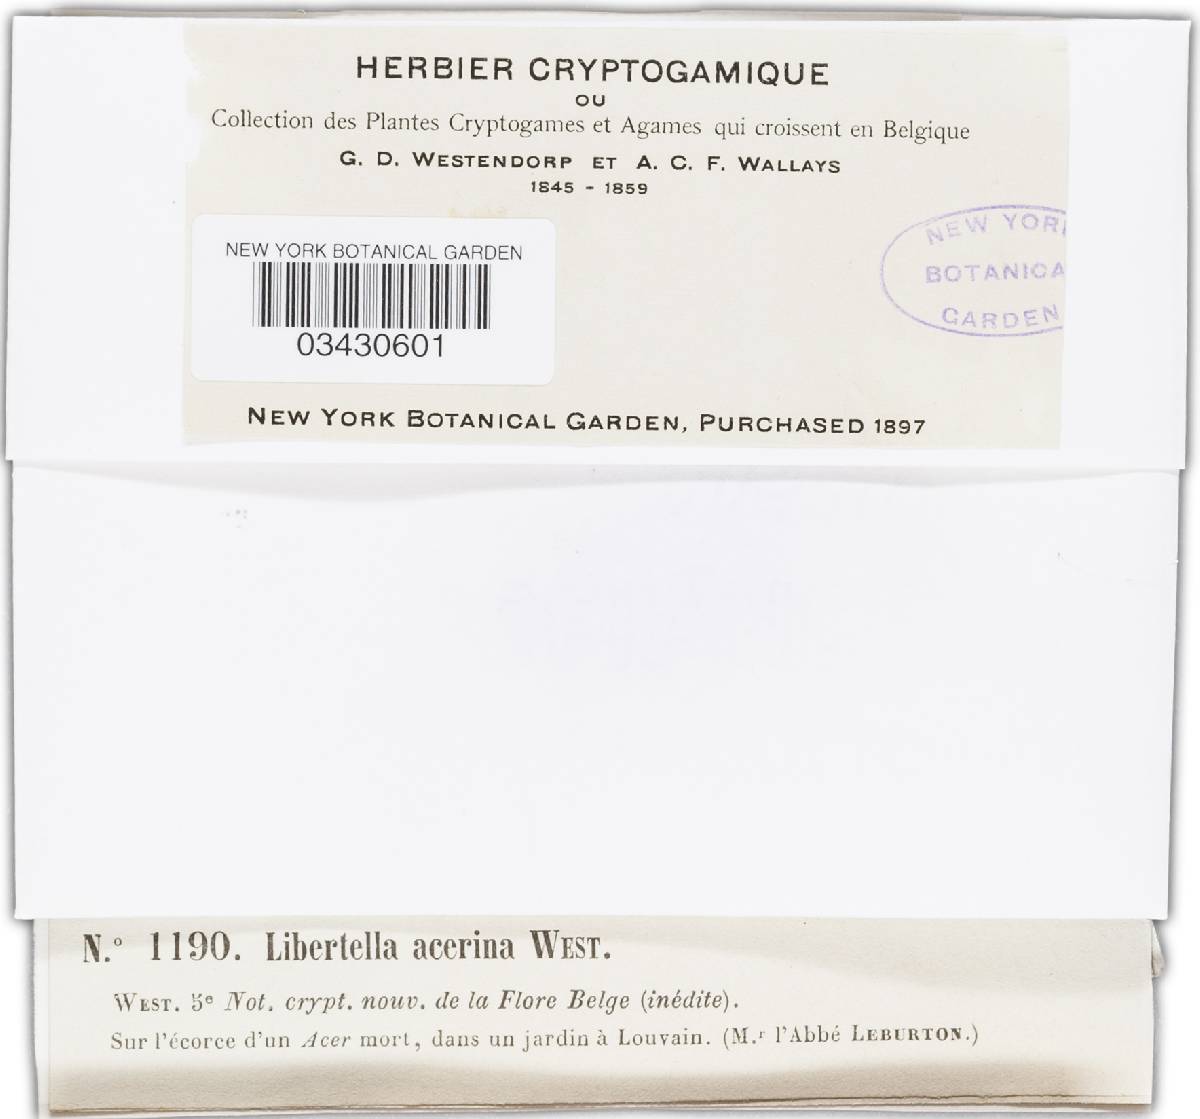 HERBIER CRYPTOGAMIQUE
OU
Collection des Plantes Cryptogames et Agames qui croissent en Belgique
G. D. WESTENDORP ET A. C. F. WALLAYS
1845 - 1859
NEW YORK BOTANICAL GARDEN
03430601
NEW YOR
BOTANICA
GARDEN
NEW YORK BOTANICAL GARDEN, PURCHASED 1897
N.° 1190. Libertella acerina WEST.
WEST. 5e Not. crypt. nouv. de la Flore Belge (inédite).
Sur l'écorce d'un Acer mort, dans un jardin à Louvain. (M.r l'Abbé LEBURTON.)